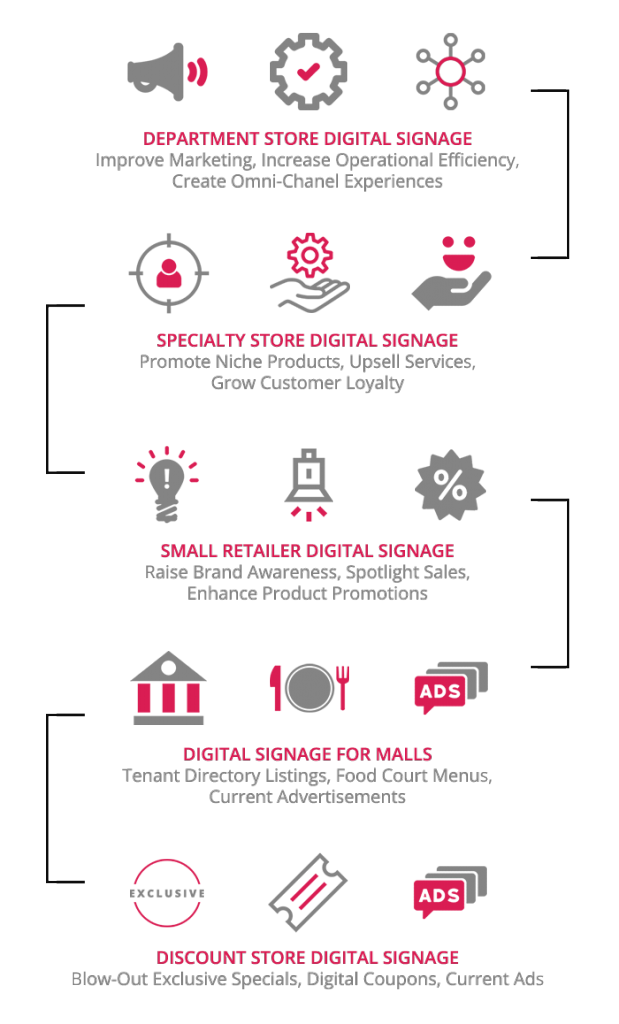 DEPARTMENT STORE DIGITAL SIGNAGE
Improve Marketing, Increase Operational Efficiency,
Create Omni-Chanel Experiences
SPECIALTY STORE DIGITAL SIGNAGE
Promote Niche Products, Upsell Services,
Grow Customer Loyalty
!
%
SMALL RETAILER DIGITAL SIGNAGE
Raise Brand Awareness, Spotlight Sales,
Enhance Product Promotions
ADS
DIGITAL SIGNAGE FOR MALLS
Tenant Directory Listings, Food Court Menus,
Current Advertisements
EXCLUSIVE
ADS
DISCOUNT STORE DIGITAL SIGNAGE
Blow-Out Exclusive Specials, Digital Coupons, Current Ads